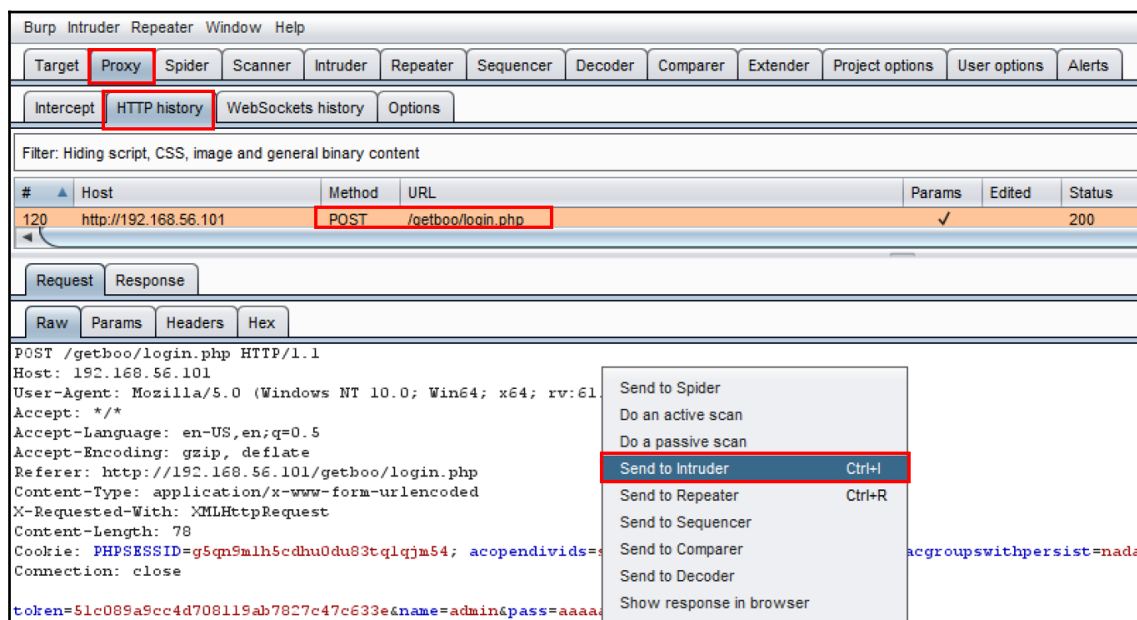 Burp Intruder Repeater Window Help
Target Proxy Spider Scanner Intruder Repeater Sequencer Decoder Comparer Extender Project options User options Alerts
Intercept HTTP history WebSockets history Options
Filter: Hiding script, CSS, image and general binary content
# Host Method URL Params Edited Status
120 http://192.168.56.101 POST /getboo/login.php ✓ 200
Request Response
Raw Params Headers Hex
POST /getboo/login.php HTTP/1.1
Host: 192.168.56.101
User-Agent: Mozilla/5.0 (Windows NT 10.0; Win64; x64; rv:61.
Accept: */*
Accept-Language: en-US,en;q=0.5
Accept-Encoding: gzip, deflate
Referer: http://192.168.56.101/getboo/login.php
Content-Type: application/x-www-form-urlencoded
X-Requested-With: XMLHttpRequest
Content-Length: 78
Cookie: PHPSESSID=g5qn9mlh5cdhu0du83tqlqjm54; acopendivids=s acgroupswithpersist=nada
Connection: close
token=51c089a9cc4d708119ab7827c47c633e&name=admin&pass=aaaaa
Send to Spider
Do an active scan
Do a passive scan
Send to Intruder Ctrl+I
Send to Repeater Ctrl+R
Send to Sequencer
Send to Comparer
Send to Decoder
Show response in browser